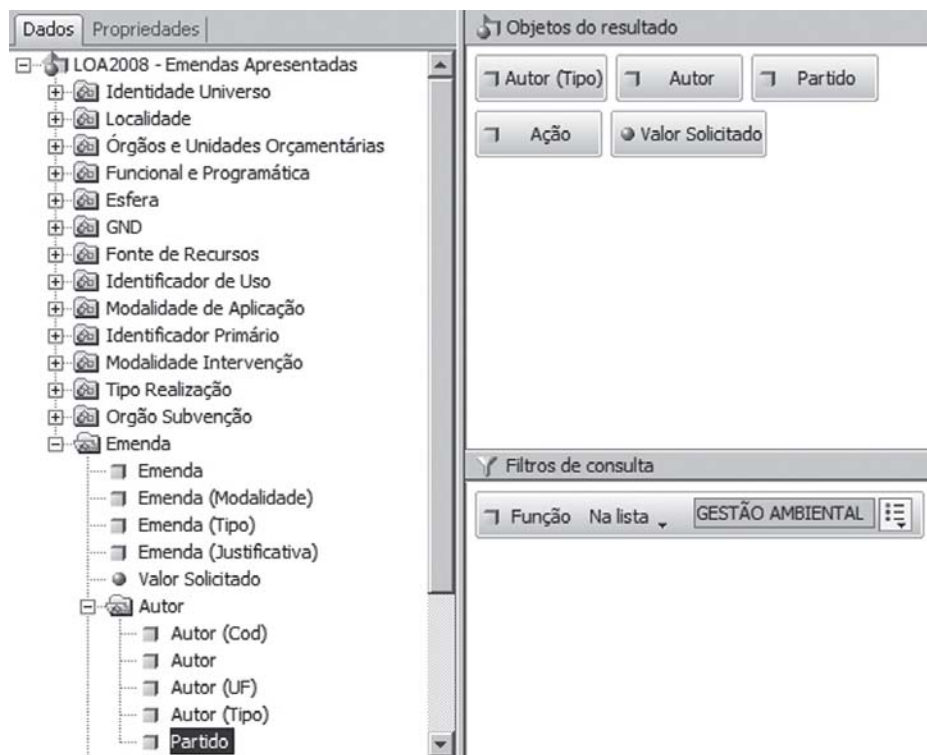 Dados Propriedades
LOA2008 - Emendas Apresentadas
Identidade Universo
Localidade
Órgãos e Unidades Orçamentárias
Funcional e Programática
Esfera
GND
Fonte de Recursos
Identificador de Uso
Modalidade de Aplicação
Identificador Primário
Modalidade Intervenção
Tipo Realização
Orgão Subvenção
Emenda
Emenda
Emenda (Modalidade)
Emenda (Tipo)
Emenda (Justificativa)
Valor Solicitado
Autor
Autor (Cod)
Autor
Autor (UF)
Autor (Tipo)
Partido
Objetos do resultado
Autor (Tipo) Autor Partido
Ação Valor Solicitado
Filtros de consulta
Função Na lista GESTÃO AMBIENTAL